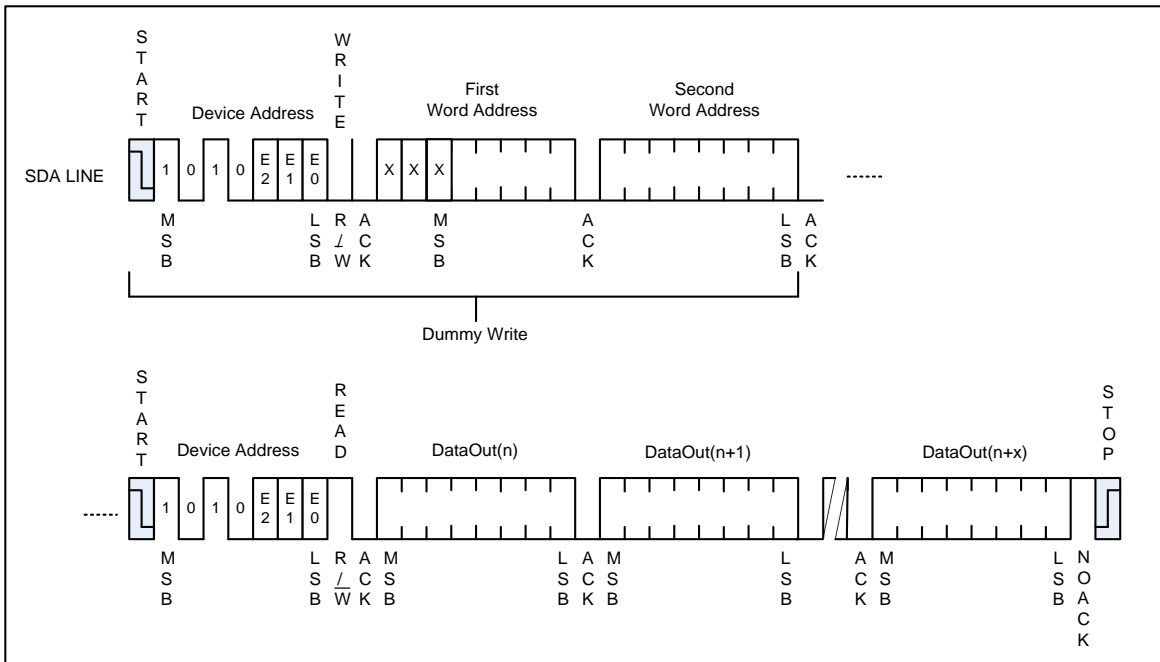 START
WRITE
Device Address
First
Word Address
Second
Word Address
SDA LINE
1 0 1 0 E2 E1 E0
X X X
......
MSB
LSB
R/W
ACK
MSB
ACK
LSB
ACK
Dummy Write
START
READ
STOP
Device Address
DataOut(n)
DataOut(n+1)
DataOut(n+x)
......
1 0 1 0 E2 E1 E0
MSB
LSB
R/W
ACK
MSB
LSB
ACK
MSB
LSB
ACK
MSB
LSB
NOACK